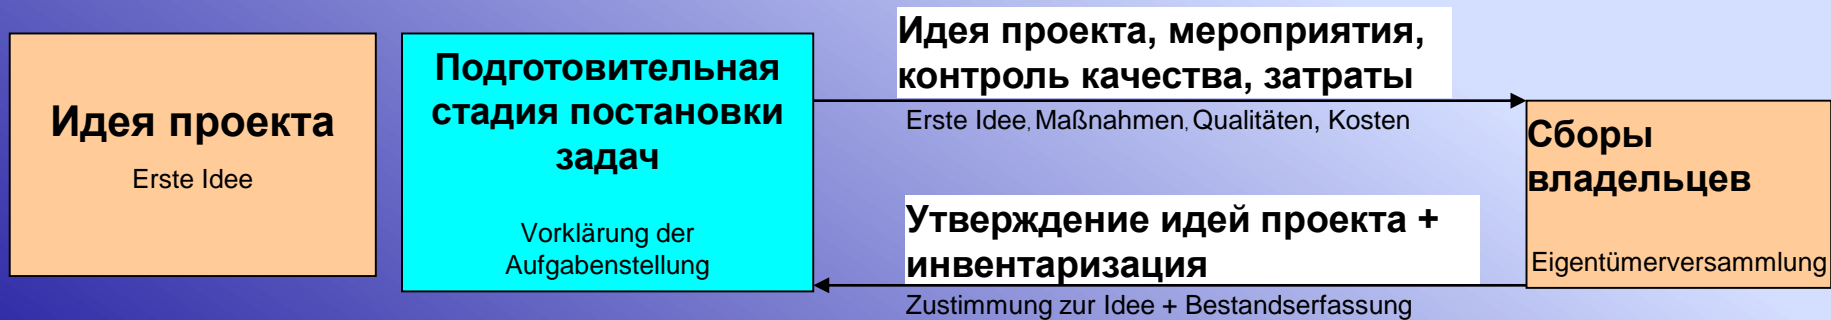 Идея проекта
Erste Idee
Подготовительная
стадия постановки
задач
Vorklärung der
Aufgabenstellung
Идея проекта, мероприятия,
контроль качества, затраты
Erste Idee, Maßnahmen, Qualitäten, Kosten
Утверждение идей проекта +
инвентаризация
Zustimmung zur Idee + Bestandserfassung
Сборы
владельцев
Eigentümerversammlung